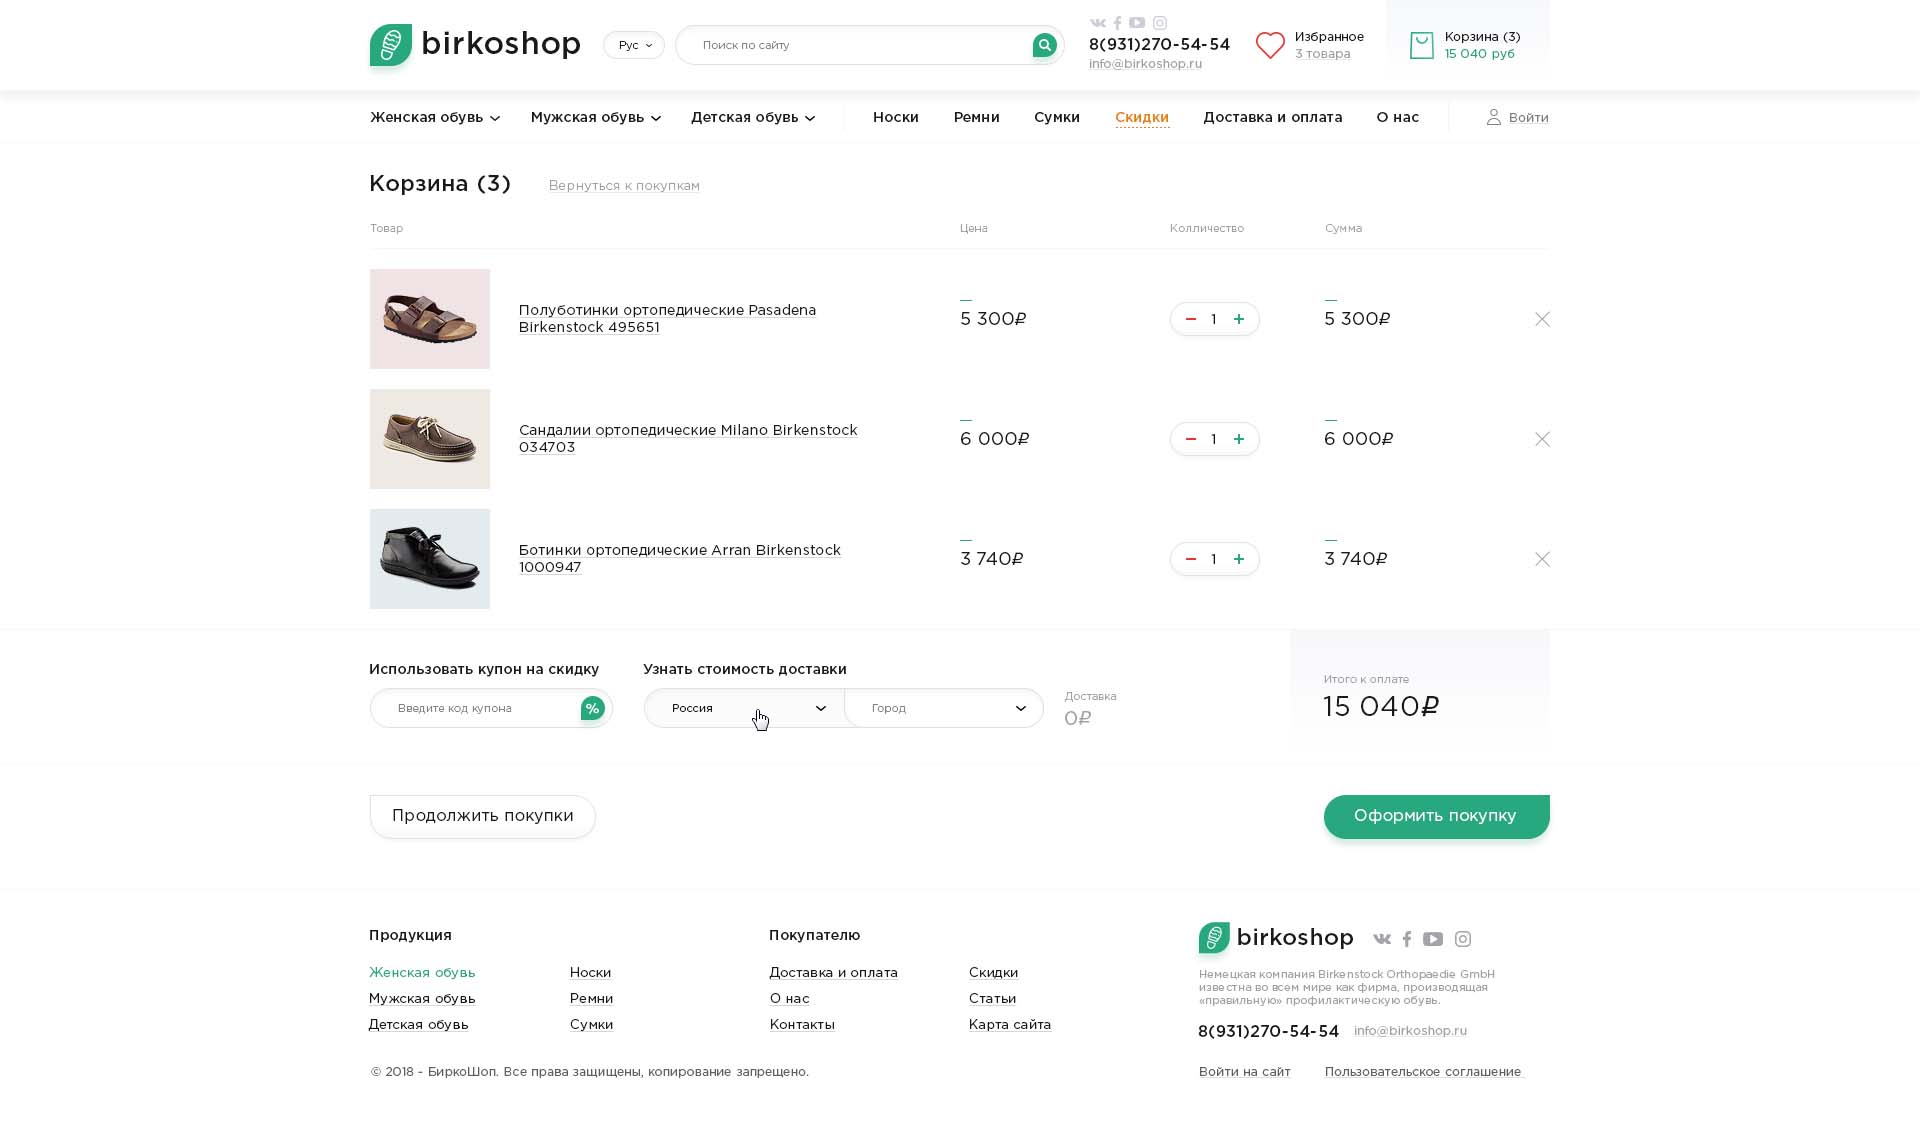 birkoshop
Рус
Поиск по сайту
8(931)270-54-54
info@birkoshop.ru
Избранное
3 товара
Корзина (3)
15 040 руб
Женская обувь
Мужская обувь
Детская обувь
Носки
Ремни
Сумки
Скидки
Доставка и оплата
О нас
Войти
Корзина (3)
Вернуться к покупкам
Товар
Цена
Колличество
Сумма
Полуботинки ортопедические Pasadena
Birkenstock 495651
5 300₽
1
5 300₽
Сандалии ортопедические Milano Birkenstock
034703
6 000₽
1
6 000₽
Ботинки ортопедические Arran Birkenstock
1000947
3 740₽
1
3 740₽
Использовать купон на скидку
Введите код купона
%
Узнать стоимость доставки
Россия
Город
Доставка
0₽
Итого к оплате
15 040₽
Продолжить покупки
Оформить покупку
Продукция
Женская обувь
Мужская обувь
Детская обувь
Носки
Ремни
Сумки
Покупателю
Доставка и оплата
О нас
Контакты
Скидки
Статьи
Карта сайта
birkoshop
Немецкая компания Birkenstock Orthopaedie GmbH
известна во всем мире как фирма, производящая
«правильную» профилактическую обувь.
8(931)270-54-54
info@birkoshop.ru
© 2018 - БиркоШоп. Все права защищены, копирование запрещено.
Войти на сайт
Пользовательское соглашение